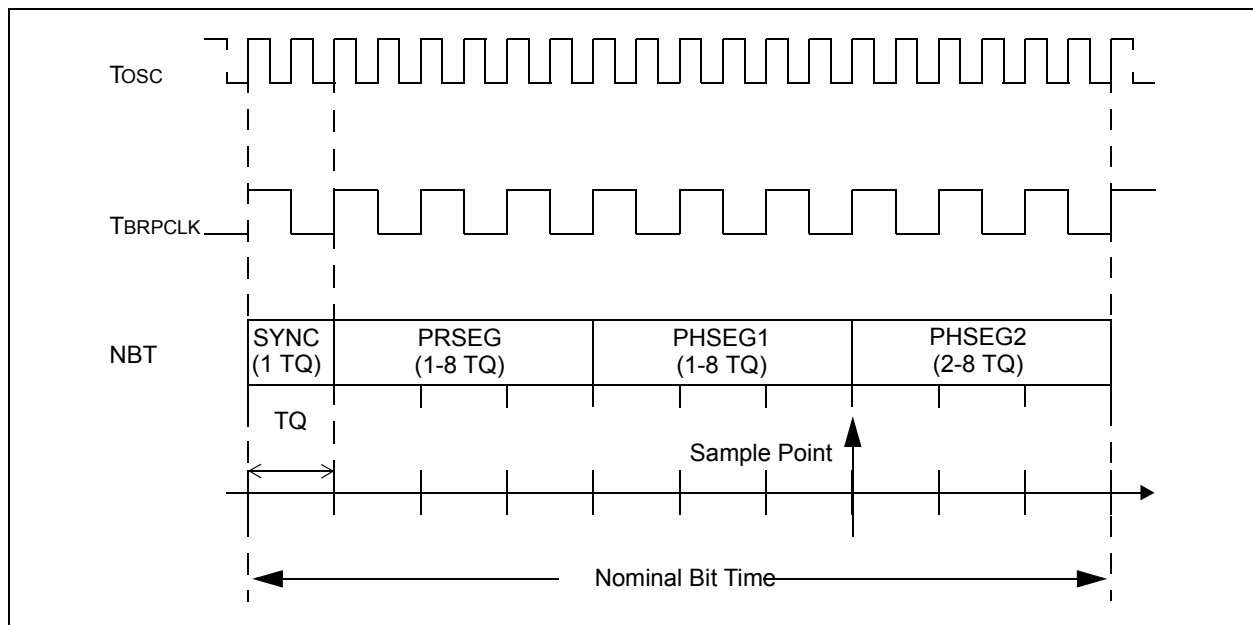 TOSC
TBRPCLK
NBT
SYNC
(1 TQ)
PRSEG
(1-8 TQ)
PHSEG1
(1-8 TQ)
PHSEG2
(2-8 TQ)
TQ
Sample Point
Nominal Bit Time